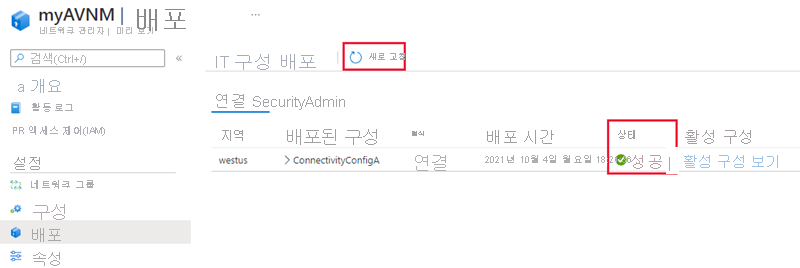 myAVNM | 배포
네트워크 관리자 | 미리 보기
검색(Ctrl+/)
a 개요
활동 로그
PR 액세스 제어(IAM)
설정
네트워크 그룹
구성
배포
속성
IT 구성 배포
새로 고침
연결 SecurityAdmin
지역 배포된 구성 형식 배포 시간 상태 활성 구성
westus ConnectivityConfigA 연결 2021년 10월 4일 월요일 성공 활성 구성 보기